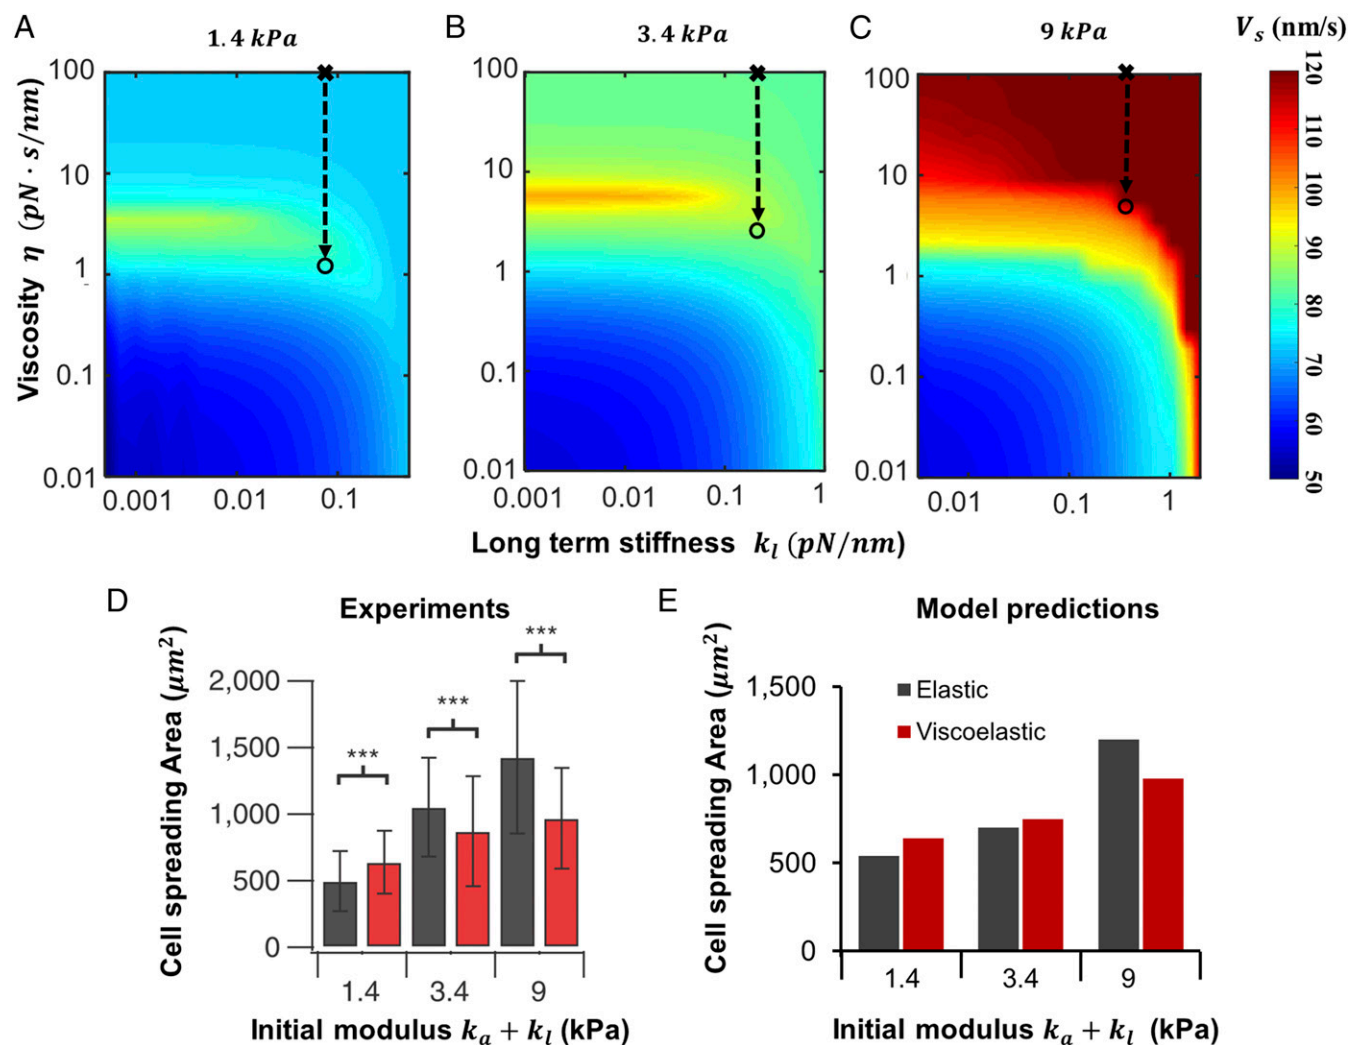 A
1.4 kPa
B
3.4 kPa
C
9 kPa
V_s (nm/s)
Viscosity η (pN · s/nm)
100
10
1
0.1
0.01
0.001
0.01
0.1
100
10
1
0.1
0.01
0.001
0.01
0.1
1
100
10
1
0.1
0.01
0.01
0.1
1
120
110
100
90
80
70
60
50
Long term stiffness k_l (pN/nm)
D
Experiments
Cell spreading Area (μm²)
2,000
1,500
1,000
500
0
***
***
***
1.4
3.4
9
Initial modulus k_a + k_l (kPa)
E
Model predictions
Cell spreading Area (μm²)
1,500
1,000
500
0
Elastic
Viscoelastic
1.4
3.4
9
Initial modulus k_a + k_l (kPa)